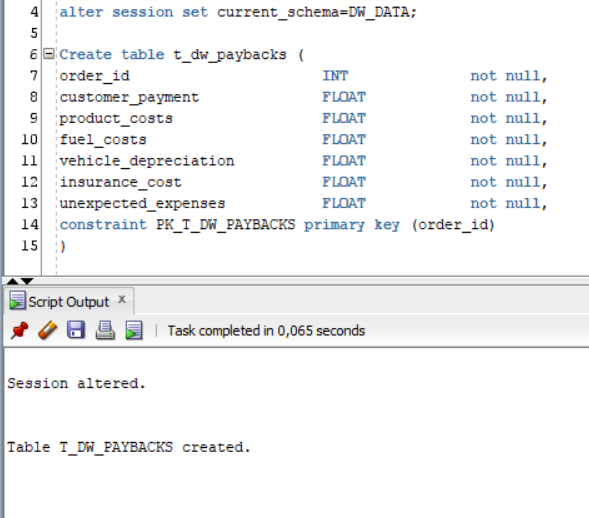 4 alter session set current_schema=DW_DATA;
5
6 Create table t_dw_paybacks (
7 order_id INT not null,
8 customer_payment FLOAT not null,
9 product_costs FLOAT not null,
10 fuel_costs FLOAT not null,
11 vehicle_depreciation FLOAT not null,
12 insurance_cost FLOAT not null,
13 unexpected_expenses FLOAT not null,
14 constraint PK_T_DW_PAYBACKS primary key (order_id)
15 )
Script Output x
Task completed in 0,065 seconds
Session altered.
Table T_DW_PAYBACKS created.